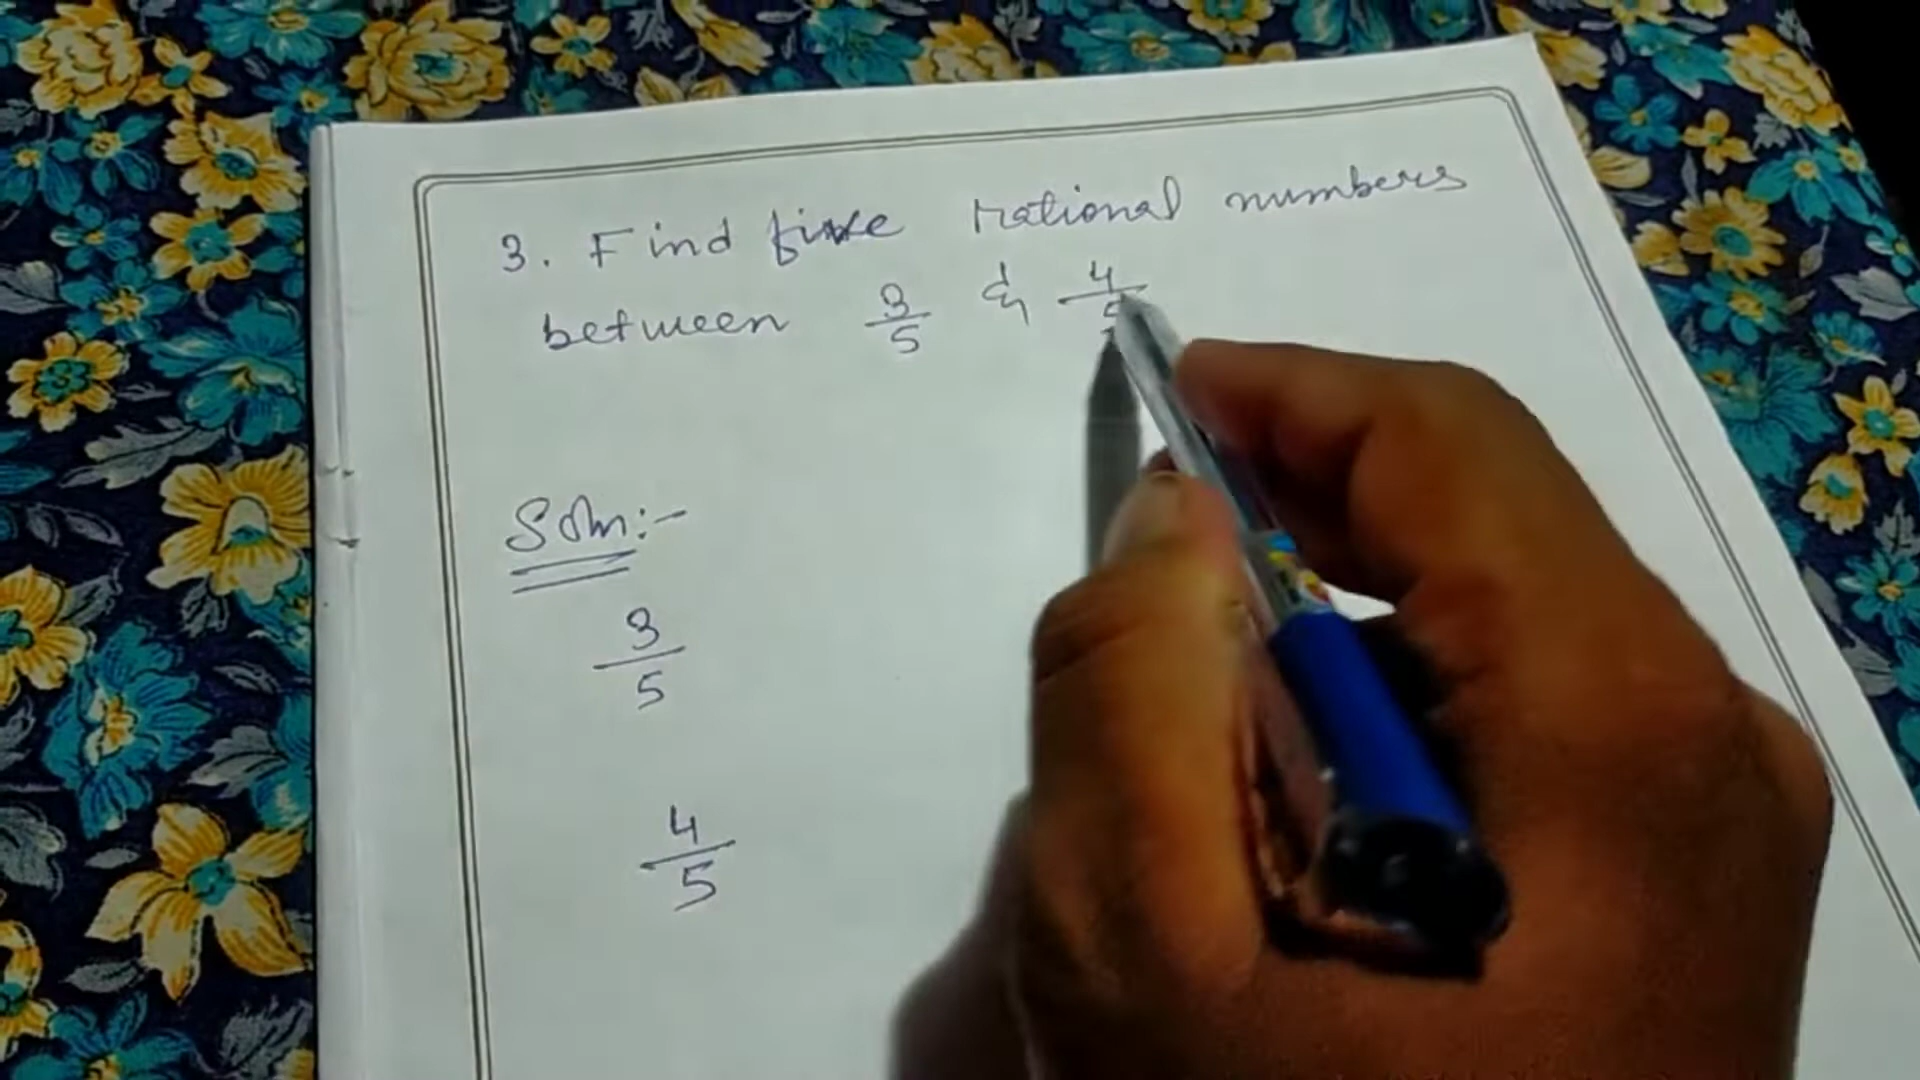 3. Find five rational numbers
between 3/5 & 4/5
Soln:-
3/5
4/5